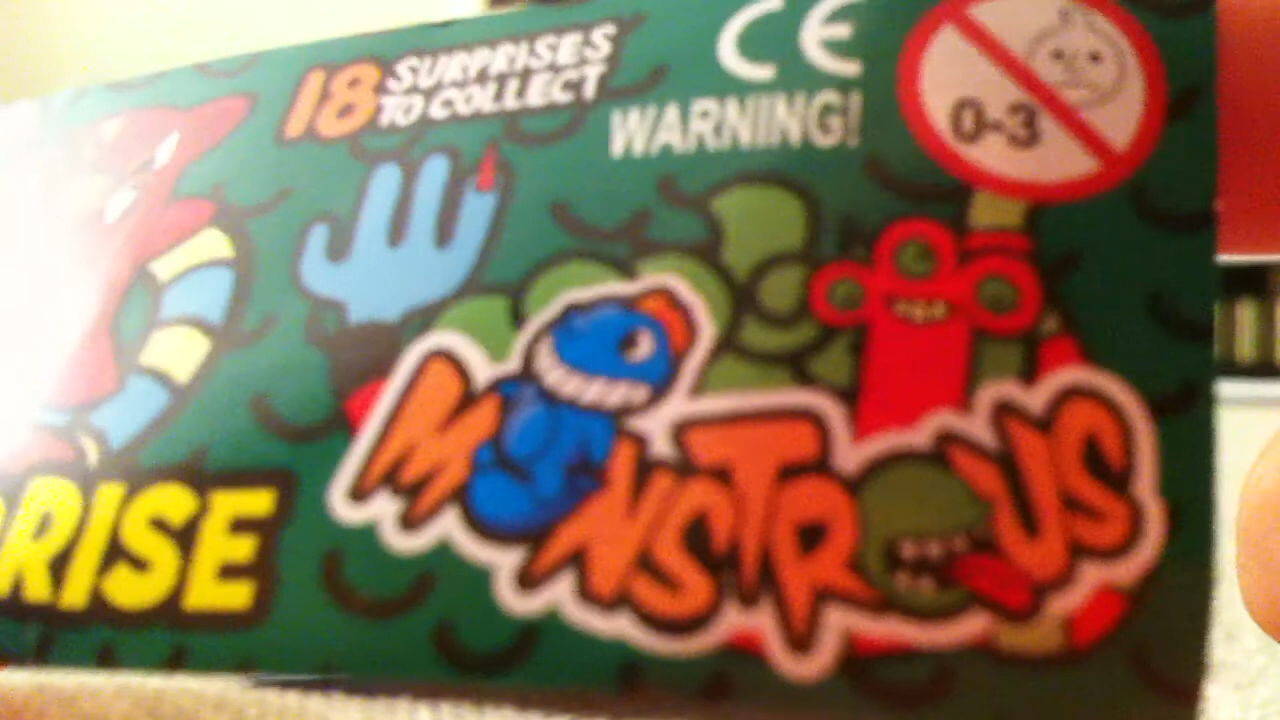 18 SURPRISES
TO COLLECT
CE
WARNING!
0-3
RISE
MONSTROUS